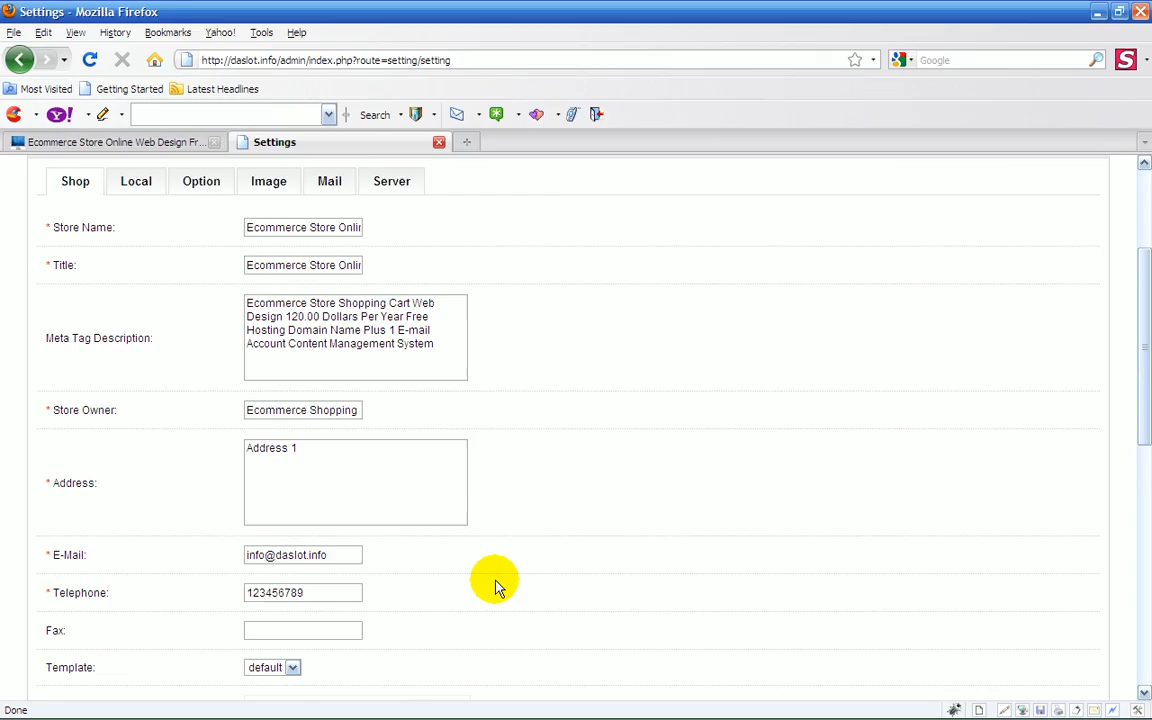 Settings - Mozilla Firefox
File Edit View History Bookmarks Yahoo! Tools Help
http://daslot.info/admin/index.php?route=setting/setting
Google
S
Most Visited Getting Started Latest Headlines
Y! Search
Ecommerce Store Online Web Design Fr... Settings
Shop Local Option Image Mail Server
* Store Name: Ecommerce Store Onlin
* Title: Ecommerce Store Onlin
Ecommerce Store Shopping Cart Web
Design 120.00 Dollars Per Year Free
Meta Tag Description: Hosting Domain Name Plus 1 E-mail
Account Content Management System
* Store Owner: Ecommerce Shopping
Address 1
* Address:
* E-Mail: info@daslot.info
* Telephone: 123456789
Fax:
Template: default
Done